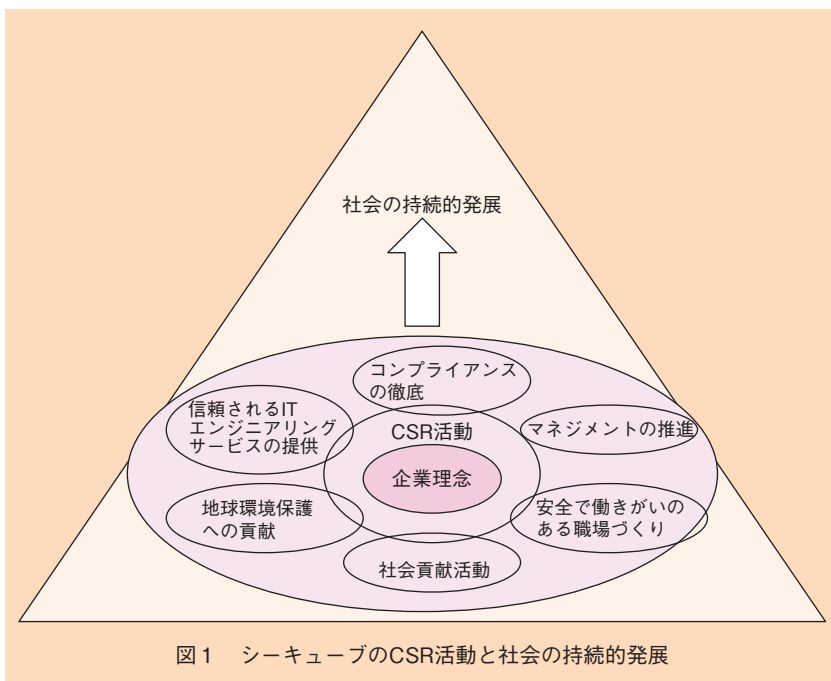 社会の持続的発展
コンプライアンス
の徹底
信頼されるIT
エンジニアリング
サービスの提供
CSR活動
マネジメントの推進
企業理念
地球環境保護
への貢献
安全で働きがいの
ある職場づくり
社会貢献活動
図1 シーキューブのCSR活動と社会の持続的発展